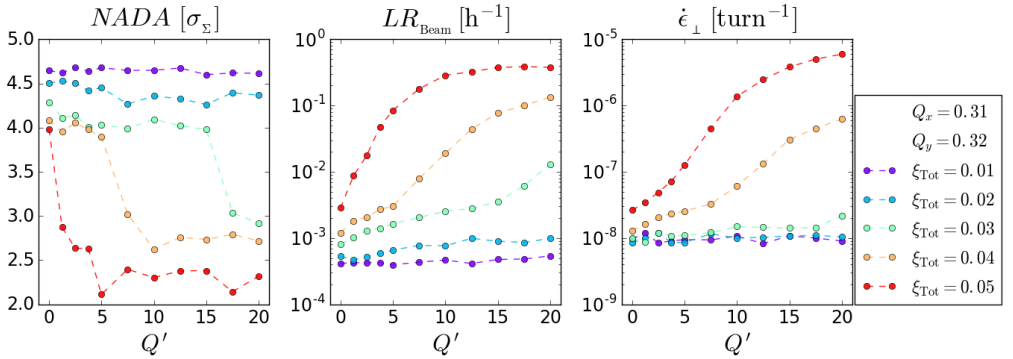 NADA [σ_Σ]
5.0
4.5
4.0
3.5
3.0
2.5
2.0
0 5 10 15 20
Q′
LR_Beam [h⁻¹]
10⁰
10⁻¹
10⁻²
10⁻³
10⁻⁴
0 5 10 15 20
Q′
ε̇_⊥ [turn⁻¹]
10⁻⁵
10⁻⁶
10⁻⁷
10⁻⁸
10⁻⁹
0 5 10 15 20
Q′
Q_x = 0.31
Q_y = 0.32
ξ_Tot = 0.01
ξ_Tot = 0.02
ξ_Tot = 0.03
ξ_Tot = 0.04
ξ_Tot = 0.05